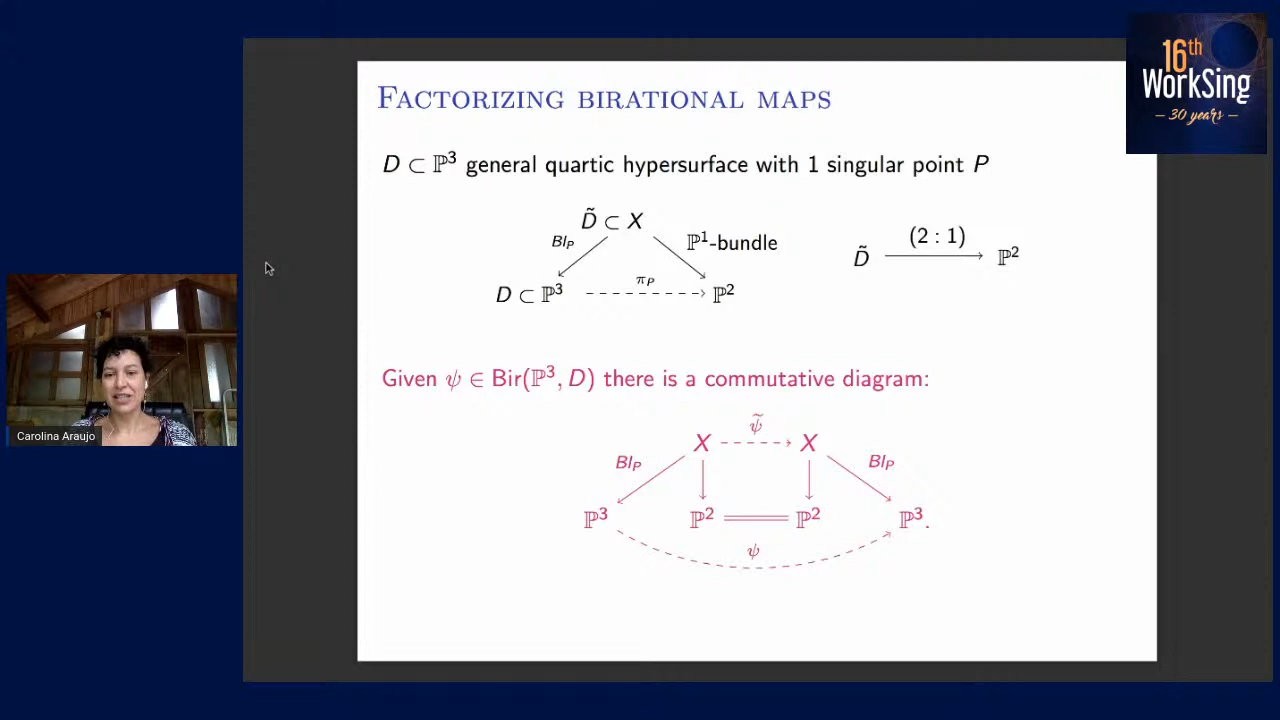 16th
WorkSing
— 30 years —
FACTORIZING BIRATIONAL MAPS
D ⊂ ℙ³ general quartic hypersurface with 1 singular point P
D̃ ⊂ X
Bl_P
ℙ¹-bundle
D ⊂ ℙ³
π_P
ℙ²
D̃
(2 : 1)
ℙ²
Given ψ ∈ Bir(ℙ³, D) there is a commutative diagram:
ψ̃
X
X
Bl_P
Bl_P
ℙ³
ℙ²
ℙ²
ℙ³.
ψ
Carolina Araujo